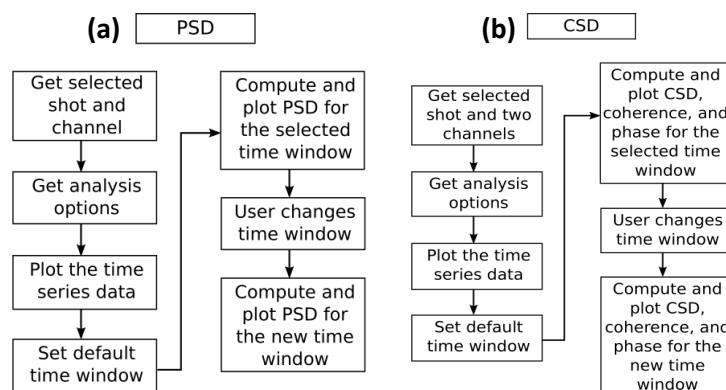 (a) PSD
Get selected
shot and
channel
Get analysis
options
Plot the time
series data
Set default
time window
Compute and
plot PSD for
the selected
time window
User changes
time window
Compute and
plot PSD for
the new time
window
(b) CSD
Get selected
shot and two
channels
Get analysis
options
Plot the time
series data
Set default
time window
Compute and
plot CSD,
coherence, and
phase for the
selected time
window
User changes
time window
Compute and
plot CSD,
coherence, and
phase for the
new time
window